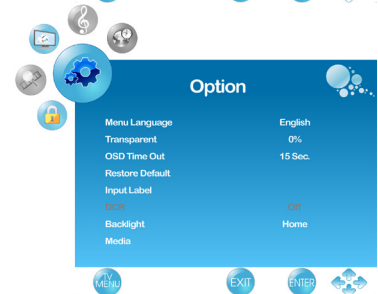 Option
Menu Language English
Transparent 0%
OSD Time Out 15 Sec.
Restore Default
Input Label
DCR Off
Backlight Home
Media
TV MENU EXIT ENTER